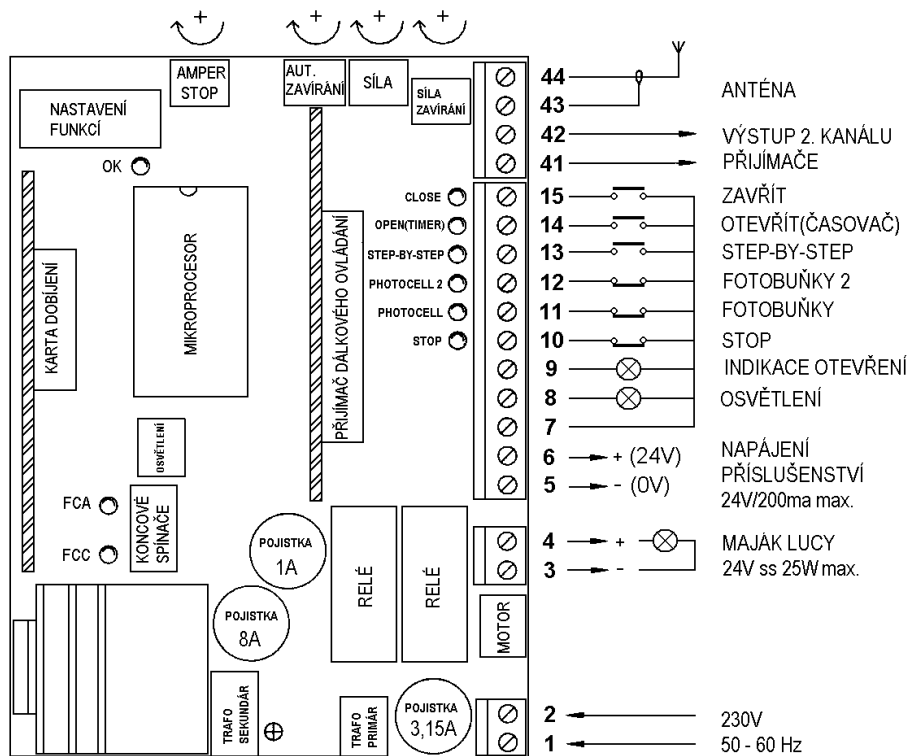 + + + +
AMPER
STOP
AUT.
ZAVÍRÁNÍ
SÍLA
SÍLA
ZAVÍRÁNÍ
NASTAVENÍ
FUNKCÍ
OK
KARTA DOBÍJENÍ
MIKROPROCESOR
PŘIJÍMAČ DÁLKOVÉHO OVLÁDÁNÍ
CLOSE
OPEN(TIMER)
STEP-BY-STEP
PHOTOCELL 2
PHOTOCELL
STOP
OSVĚTLENÍ
FCA
FCC
KONCOVÉ
SPÍNAČE
POJISTKA
1A
POJISTKA
8A
RELÉ
RELÉ
MOTOR
TRAFO
SEKUNDÁR
TRAFO
PRIMÁR
POJISTKA
3,15A
44
43
ANTÉNA
42 VÝSTUP 2. KANÁLU
41 PŘIJÍMAČE
15 ZAVŘÍT
14 OTEVŘÍT(ČASOVAČ)
13 STEP-BY-STEP
12 FOTOBUŇKY 2
11 FOTOBUŇKY
10 STOP
9 INDIKACE OTEVŘENÍ
8 OSVĚTLENÍ
7
6 + (24V) NAPÁJENÍ
5 - (0V) PŘÍSLUŠENSTVÍ
24V/200ma max.
4 + MAJÁK LUCY
3 - 24V ss 25W max.
2 230V
1 50 - 60 Hz